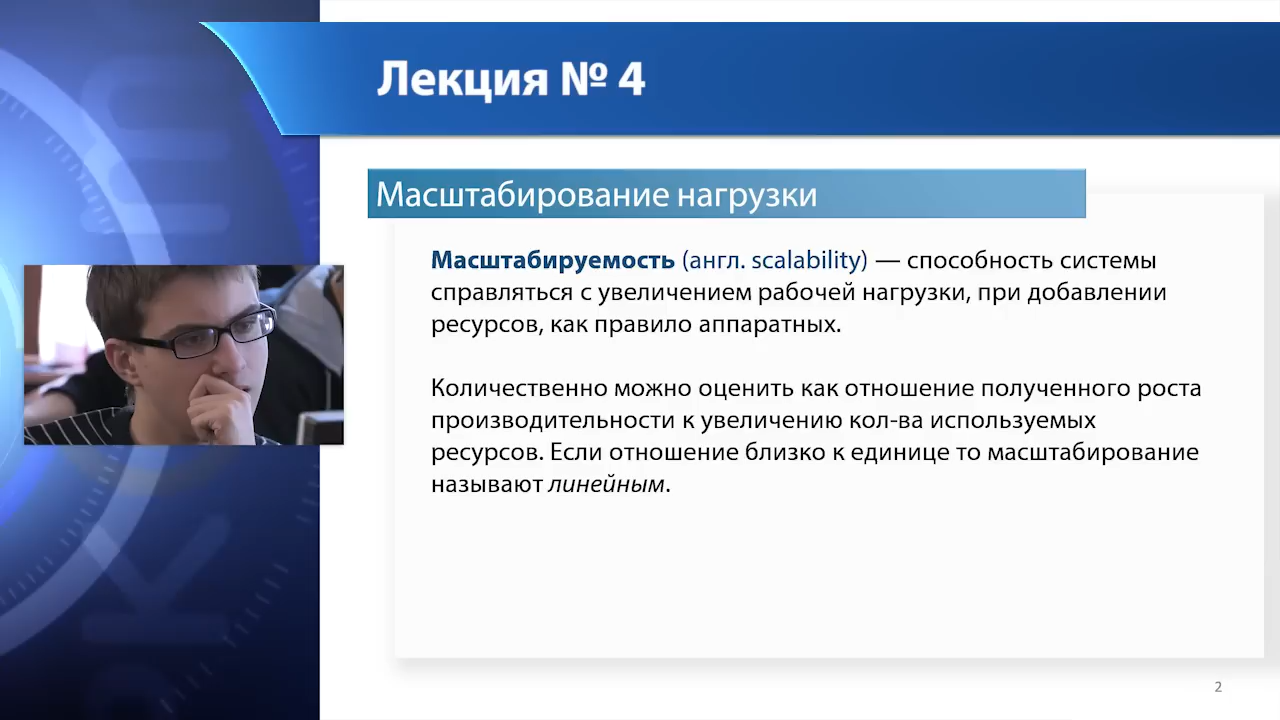 Лекция № 4
Масштабирование нагрузки
Масштабируемость (англ. scalability) — способность системы
справляться с увеличением рабочей нагрузки, при добавлении
ресурсов, как правило аппаратных.
Количественно можно оценить как отношение полученного роста
производительности к увеличению кол-ва используемых
ресурсов. Если отношение близко к единице то масштабирование
называют линейным.
2